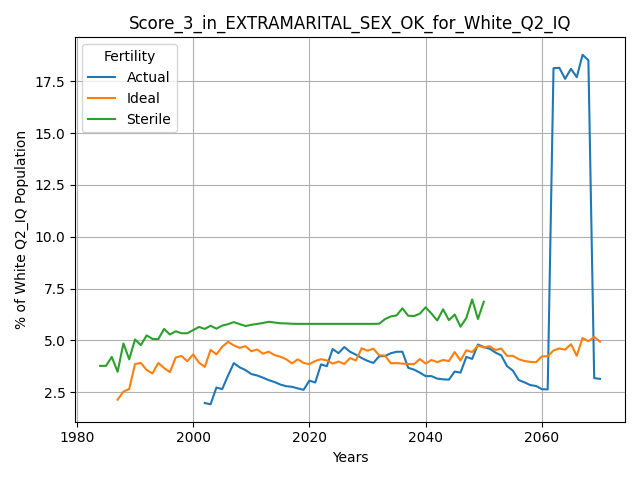 Score_3_in_EXTRAMARITAL_SEX_OK_for_White_Q2_IQ
Fertility
Actual
Ideal
Sterile
17.5
15.0
12.5
10.0
7.5
5.0
2.5
% of White Q2_IQ Population
1980 2000 2020 2040 2060
Years